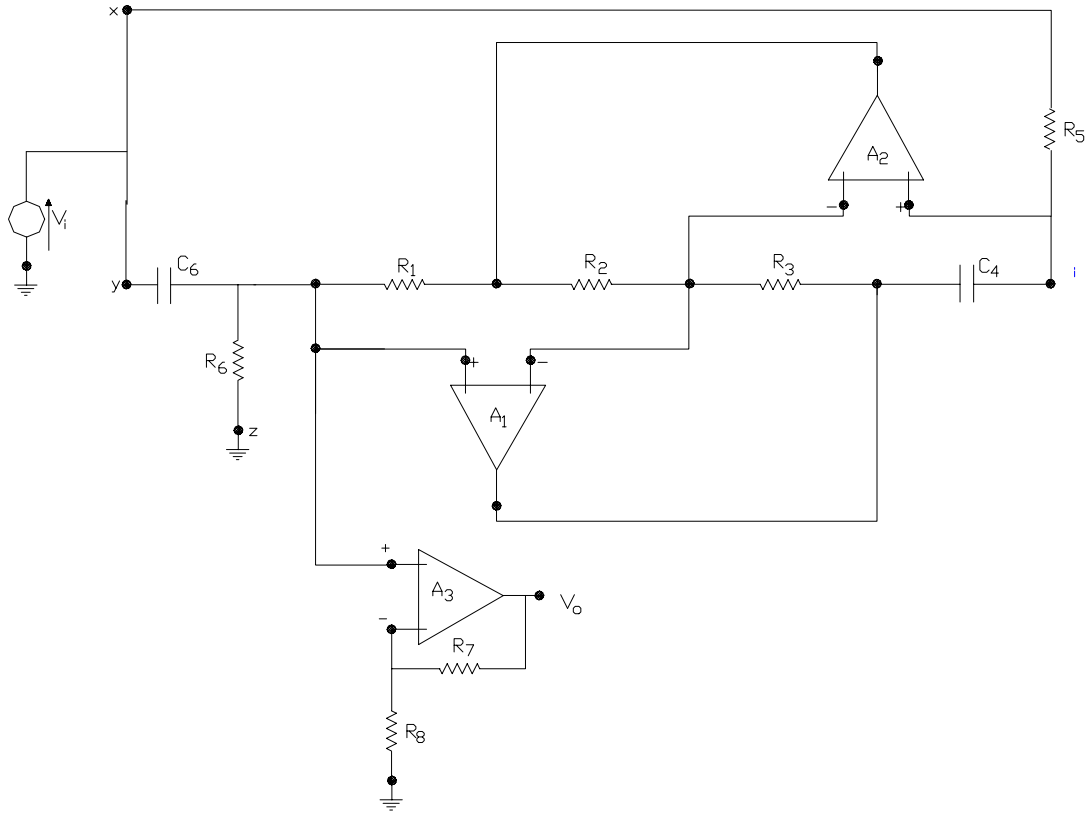 x
A2
R5
Vi
- +
y
C6
R1
R2
R3
C4
i
R6
+ -
A1
z
+
A3
Vo
-
R7
R8